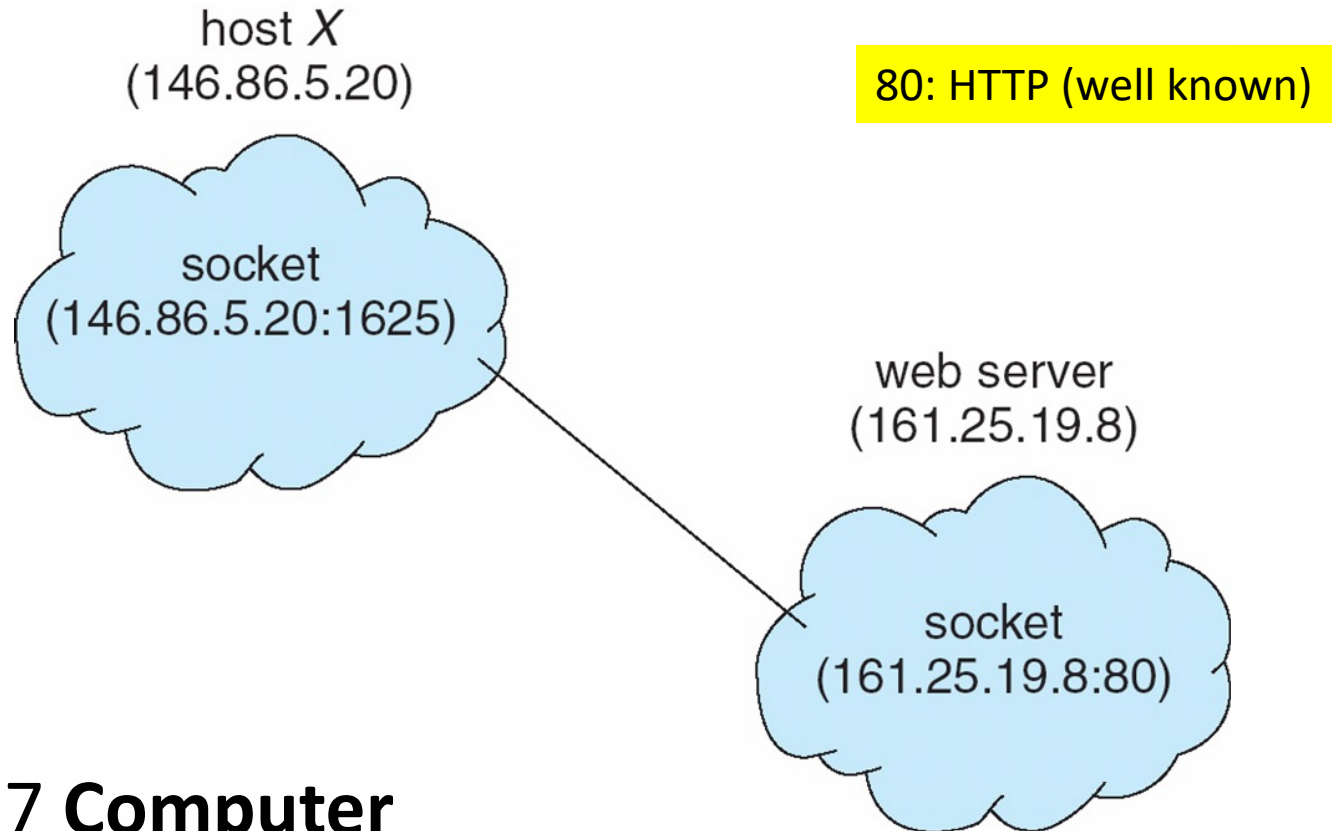 host X
(146.86.5.20)
80: HTTP (well known)
socket
(146.86.5.20:1625)
web server
(161.25.19.8)
socket
(161.25.19.8:80)
7 Computer